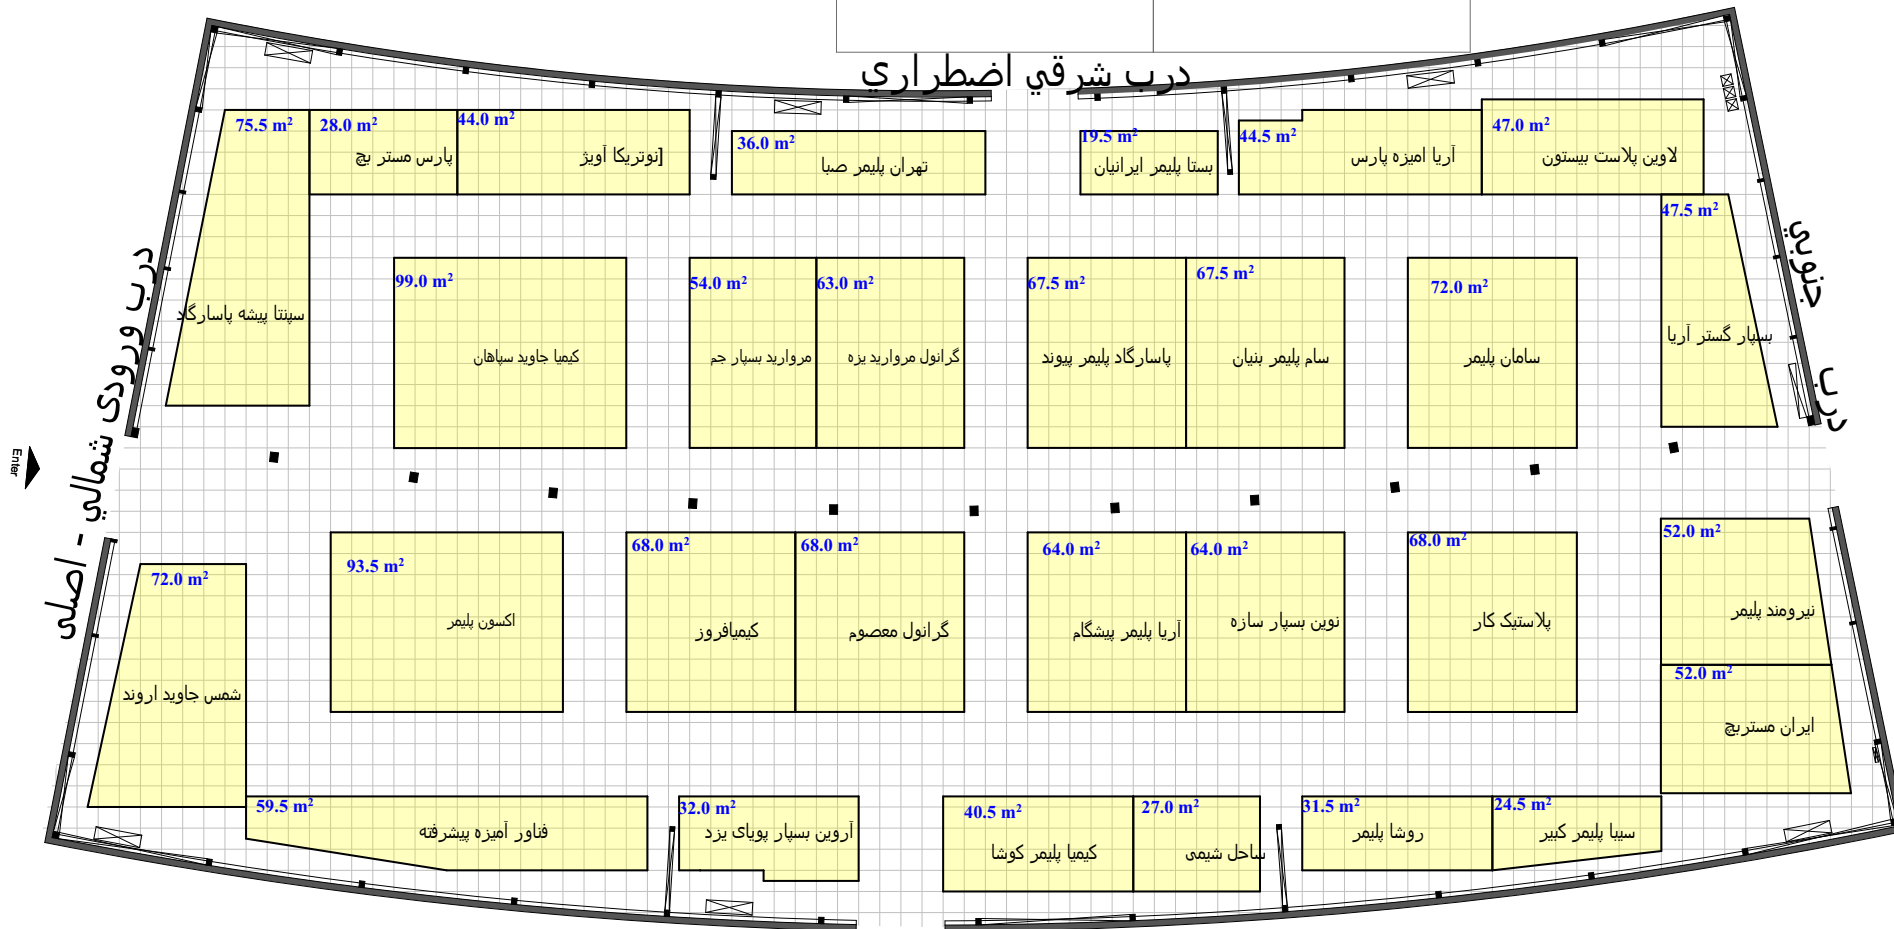 درب شرقي اضطراري
75.5 m²
28.0 m²
پارس مستر بچ
44.0 m²
[نوتریکا آویژ
36.0 m²
تهران پلیمر صبا
19.5 m²
بستا پلیمر ایرانیان
44.5 m²
آریا امیزه پارس
47.0 m²
لاوین پلاست بیستون
سپنتا پیشه پاسارگاد
99.0 m²
کیمیا جاوید سپاهان
54.0 m²
مروارید بسپار جم
63.0 m²
گرانول مروارید یزه
67.5 m²
پاسارگاد پلیمر پیوند
67.5 m²
سام پلیمر بنیان
72.0 m²
سامان پلیمر
47.5 m²
بسپار گستر آریا
درب جنوبي
درب ورودی شمالي - اصلی
Enter
72.0 m²
شمس جاوید اروند
93.5 m²
اکسون پلیمر
68.0 m²
کیمیافروز
68.0 m²
گرانول معصوم
64.0 m²
آریا پلیمر پیشگام
64.0 m²
نوین بسپار سازه
68.0 m²
پلاستیک کار
52.0 m²
نیرومند پلیمر
52.0 m²
ایران مستربچ
59.5 m²
فناور آمیزه پیشرفته
32.0 m²
آروین بسپار پویای یزد
40.5 m²
کیمیا پلیمر کوشا
27.0 m²
ساحل شیمی
31.5 m²
روشا پلیمر
24.5 m²
سیبا پلیمر کبیر